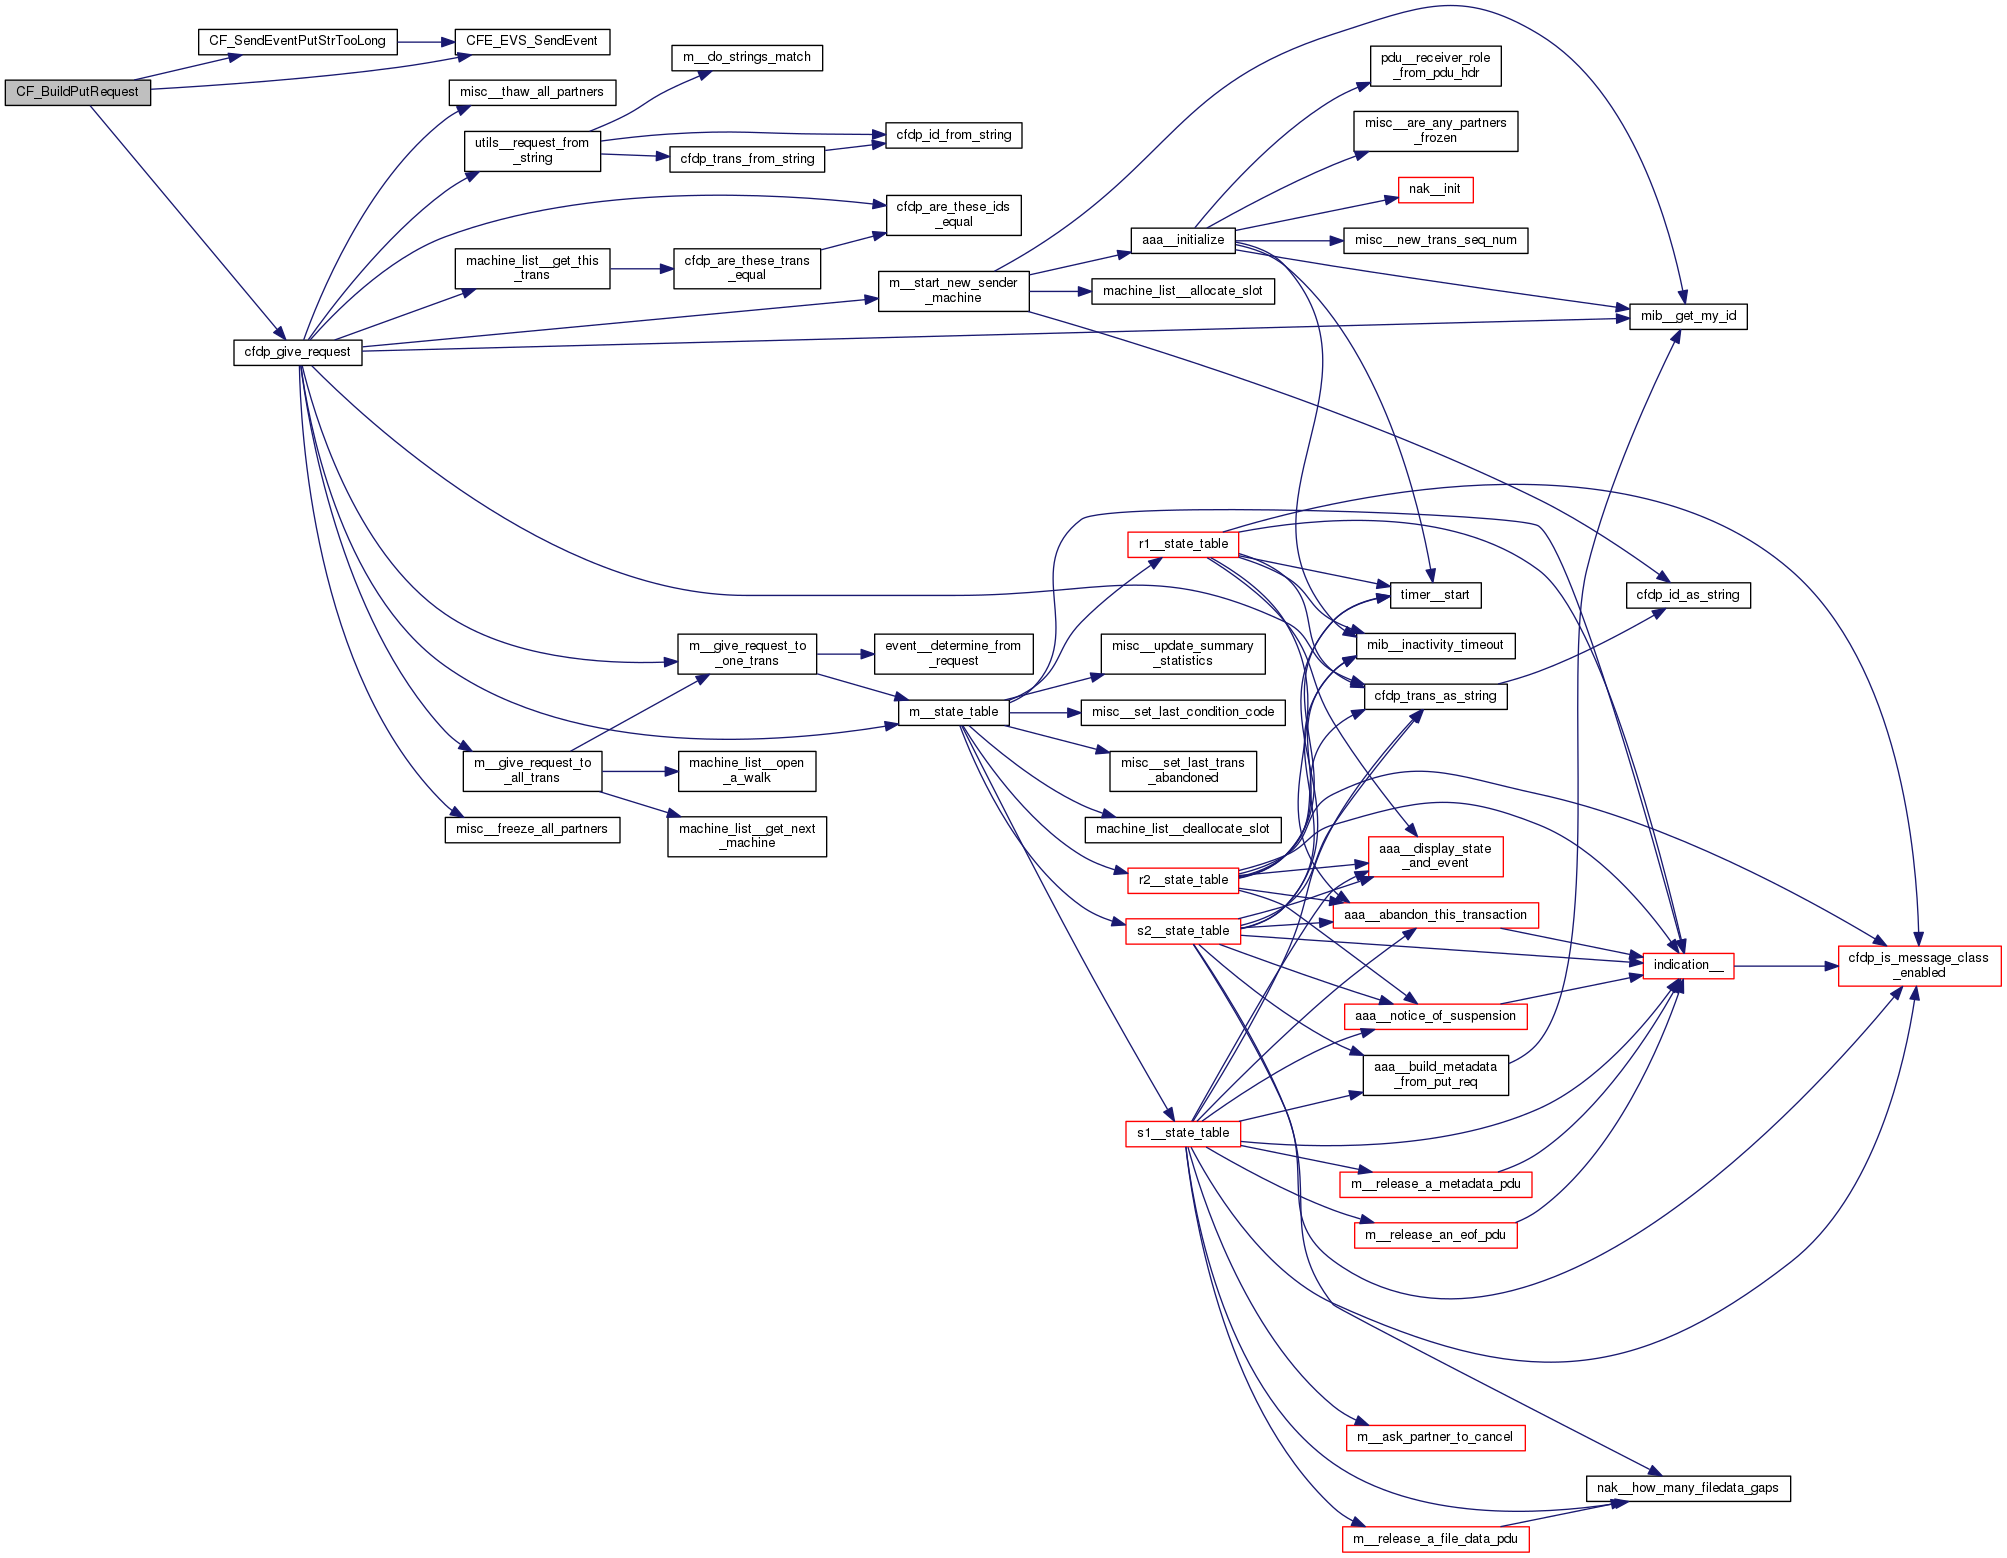 CF_BuildPutRequest
CF_SendEventPutStrTooLong
CFE_EVS_SendEvent
cfdp_give_request
misc__thaw_all_partners
utils__request_from
_string
m__do_strings_match
cfdp_id_from_string
cfdp_trans_from_string
cfdp_are_these_ids
_equal
machine_list__get_this
_trans
cfdp_are_these_trans
_equal
m__start_new_sender
_machine
aaa__initialize
machine_list__allocate_slot
pdu__receiver_role
_from_pdu_hdr
misc__are_any_partners
_frozen
nak__init
misc__new_trans_seq_num
mib__get_my_id
m__give_request_to
_one_trans
event__determine_from
_request
m__give_request_to
_all_trans
machine_list__open
_a_walk
machine_list__get_next
_machine
misc__freeze_all_partners
m__state_table
r1__state_table
misc__update_summary
_statistics
misc__set_last_condition_code
misc__set_last_trans
_abandoned
machine_list__deallocate_slot
r2__state_table
s2__state_table
s1__state_table
timer__start
mib__inactivity_timeout
cfdp_trans_as_string
cfdp_id_as_string
aaa__display_state
_and_event
aaa__abandon_this_transaction
indication__
cfdp_is_message_class
_enabled
aaa__notice_of_suspension
aaa__build_metadata
_from_put_req
m__release_a_metadata_pdu
m__release_an_eof_pdu
m__ask_partner_to_cancel
nak__how_many_filedata_gaps
m__release_a_file_data_pdu